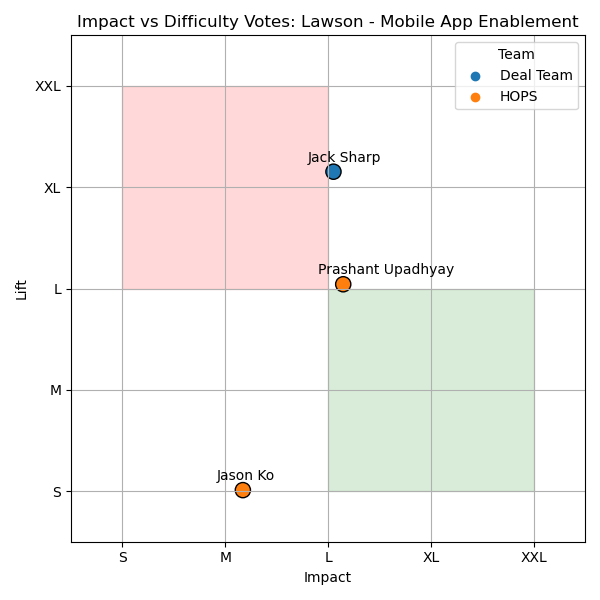 Impact vs Difficulty Votes: Lawson - Mobile App Enablement
Team
Deal Team
HOPS
XXL
XL
L
M
S
Lift
Jack Sharp
Prashant Upadhyay
Jason Ko
S
M
L
XL
XXL
Impact